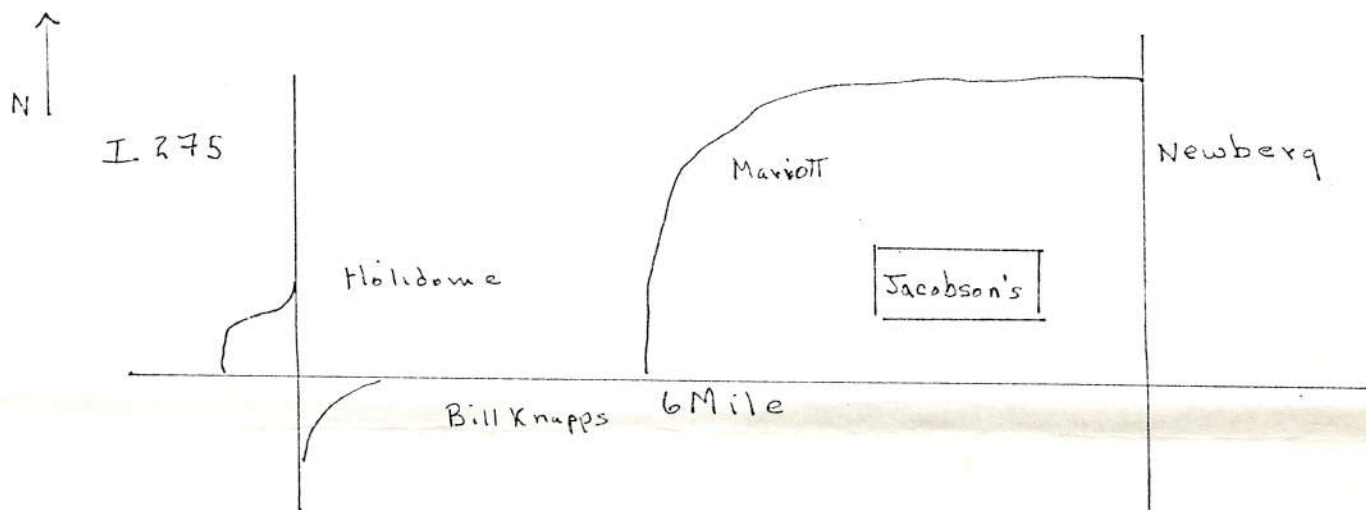 N
I. 275
Marriott
Newberg
Holidome
Jacobson's
Bill Knapps
6 Mile